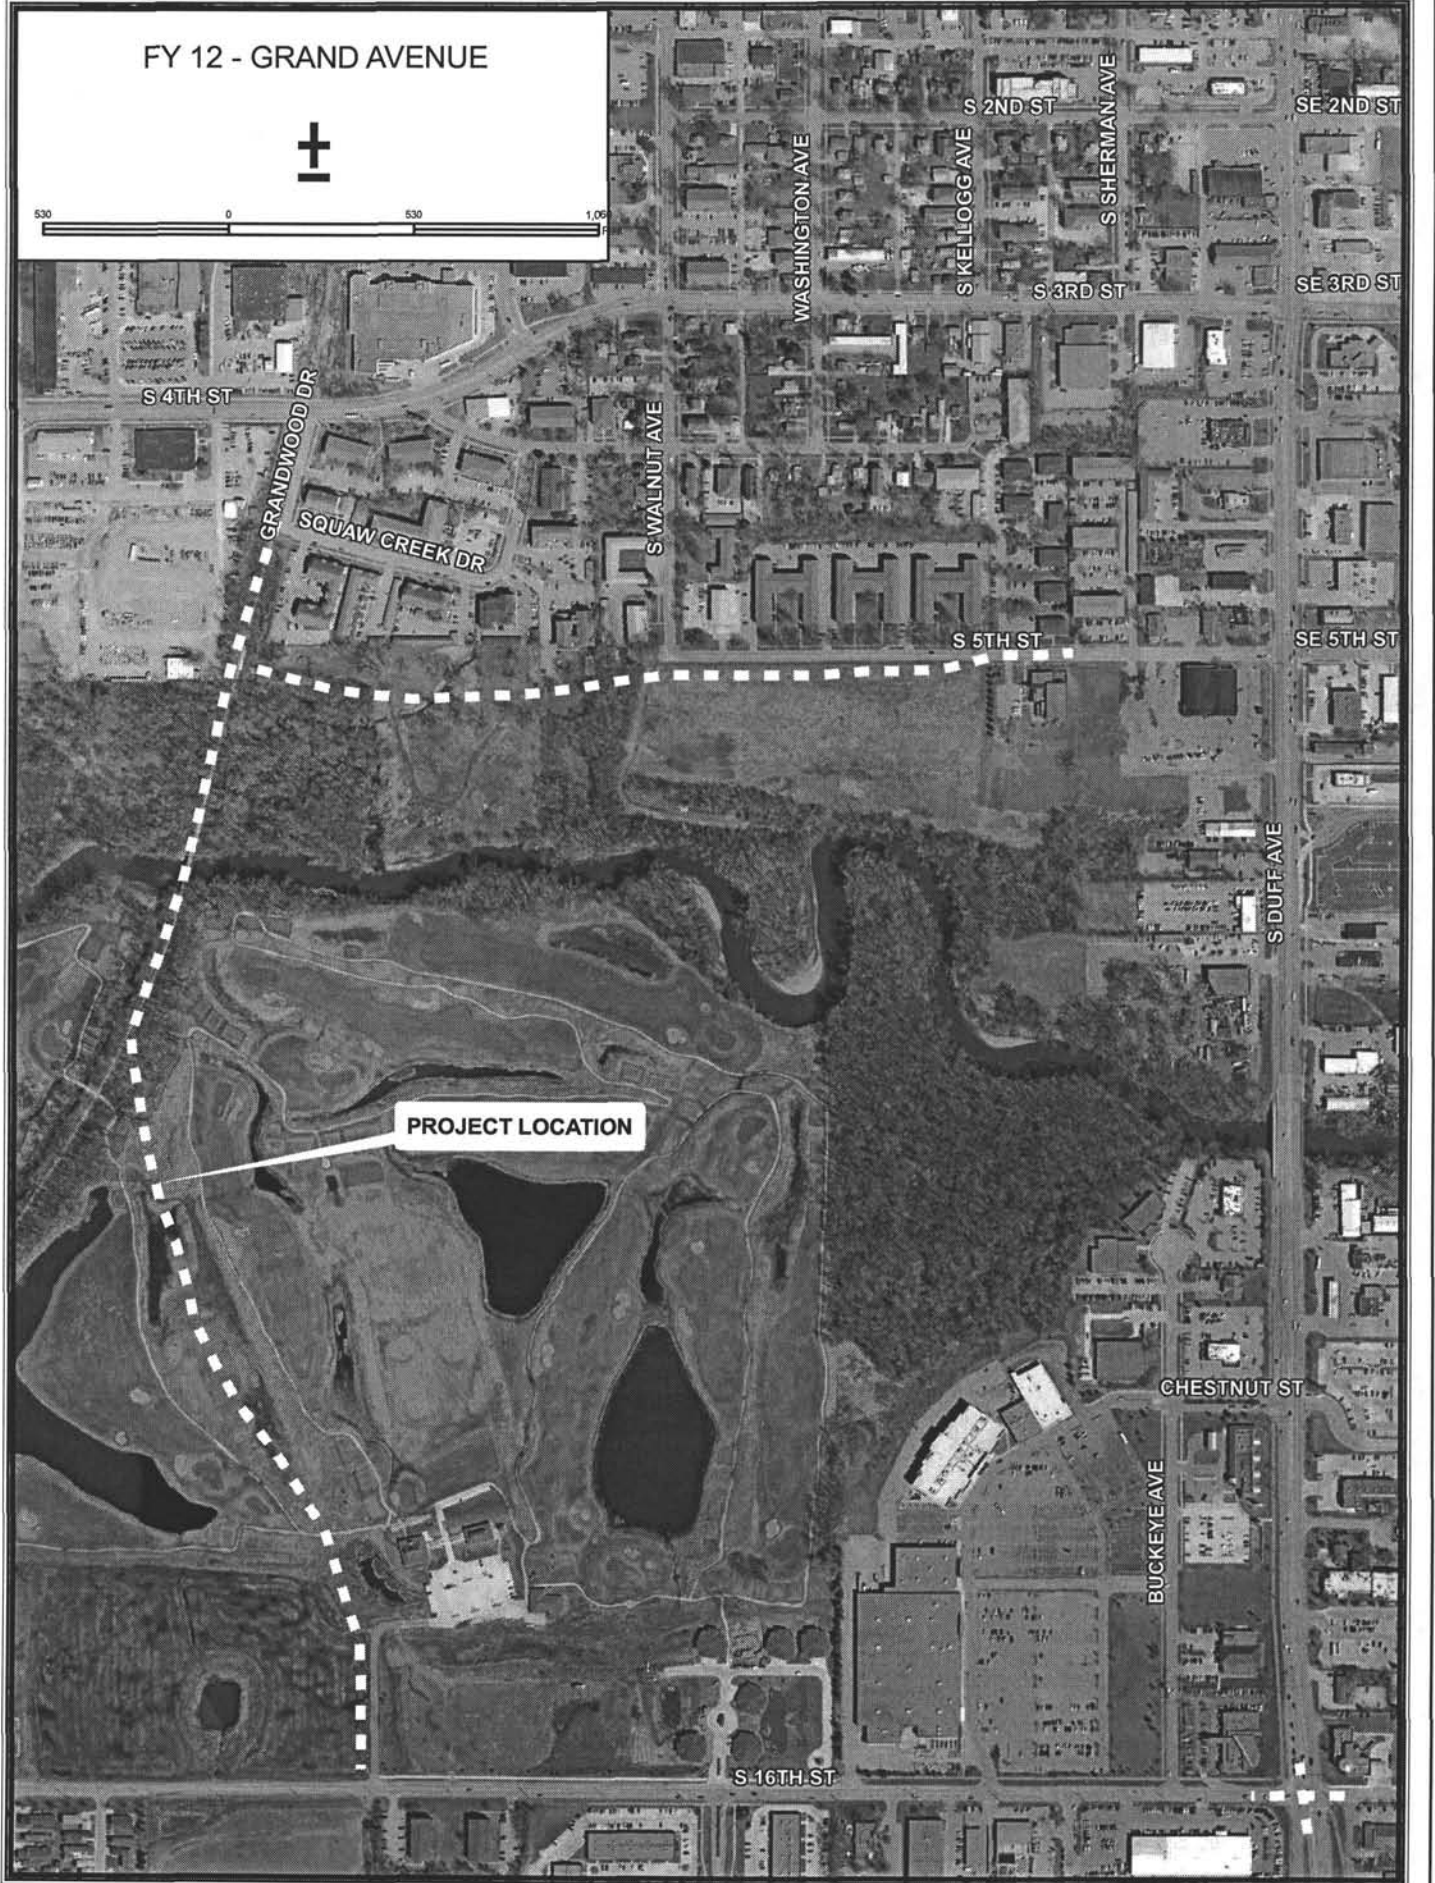 FY 12 - GRAND AVENUE
±
530 0 530 1,060
S 2ND ST
SE 2ND ST
WASHINGTON AVE
S KELLOGG AVE
S SHERMAN AVE
S 3RD ST
SE 3RD ST
S 4TH ST
GRANDWOOD DR
S WALNUT AVE
SQUAW CREEK DR
S 5TH ST
SE 5TH ST
S DUFF AVE
PROJECT LOCATION
CHESTNUT ST
BUCKEYE AVE
S 16TH ST